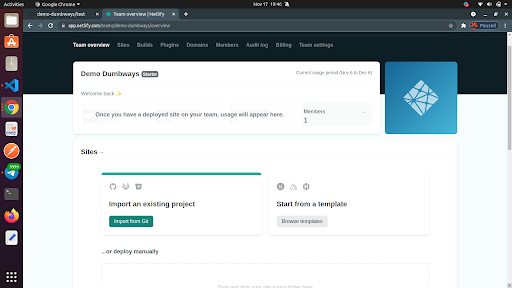 Activities
Google Chrome
Nov 17 19:46
demo-dumbways/test
Team overview | Netlify
app.netlify.com/teams/demo-dumbways/overview
Paused
Team overview
Sites
Builds
Plugins
Domains
Members
Audit log
Billing
Team settings
Demo Dumbways Starter
Current usage period (Nov 6 to Dec 6)
Welcome back ✨
Once you have a deployed site on your team, usage will appear here.
Members
1
Sites →
Import an existing project
Import from Git
Start from a template
Browse templates
...or deploy manually